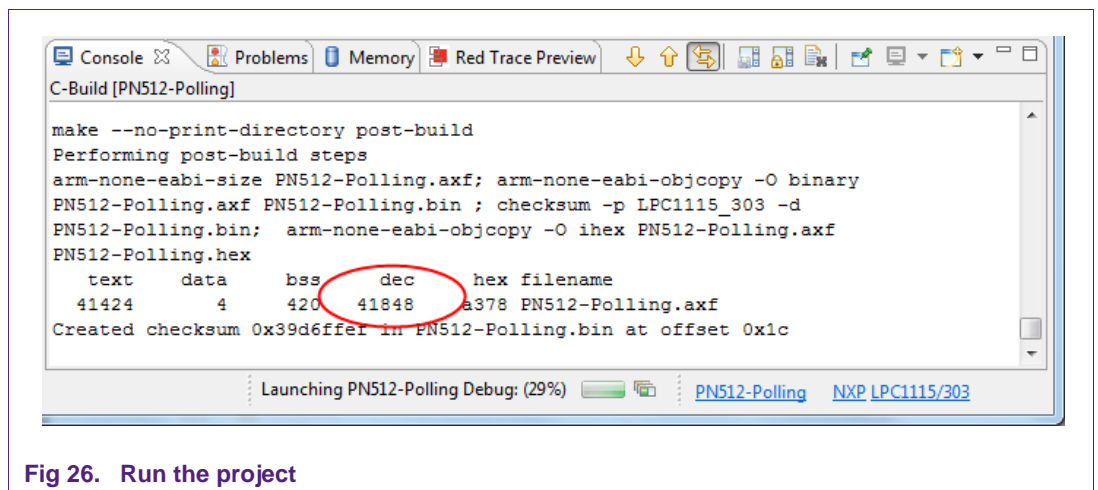 Console Problems Memory Red Trace Preview
C-Build [PN512-Polling]
make --no-print-directory post-build
Performing post-build steps
arm-none-eabi-size PN512-Polling.axf; arm-none-eabi-objcopy -O binary
PN512-Polling.axf PN512-Polling.bin ; checksum -p LPC1115_303 -d
PN512-Polling.bin;  arm-none-eabi-objcopy -O ihex PN512-Polling.axf
PN512-Polling.hex
text data bss dec hex filename
41424 4 420 41848 a378 PN512-Polling.axf
Created checksum 0x39d6ffef in PN512-Polling.bin at offset 0x1c
Launching PN512-Polling Debug: (29%) PN512-Polling NXP LPC1115/303
Fig 26. Run the project